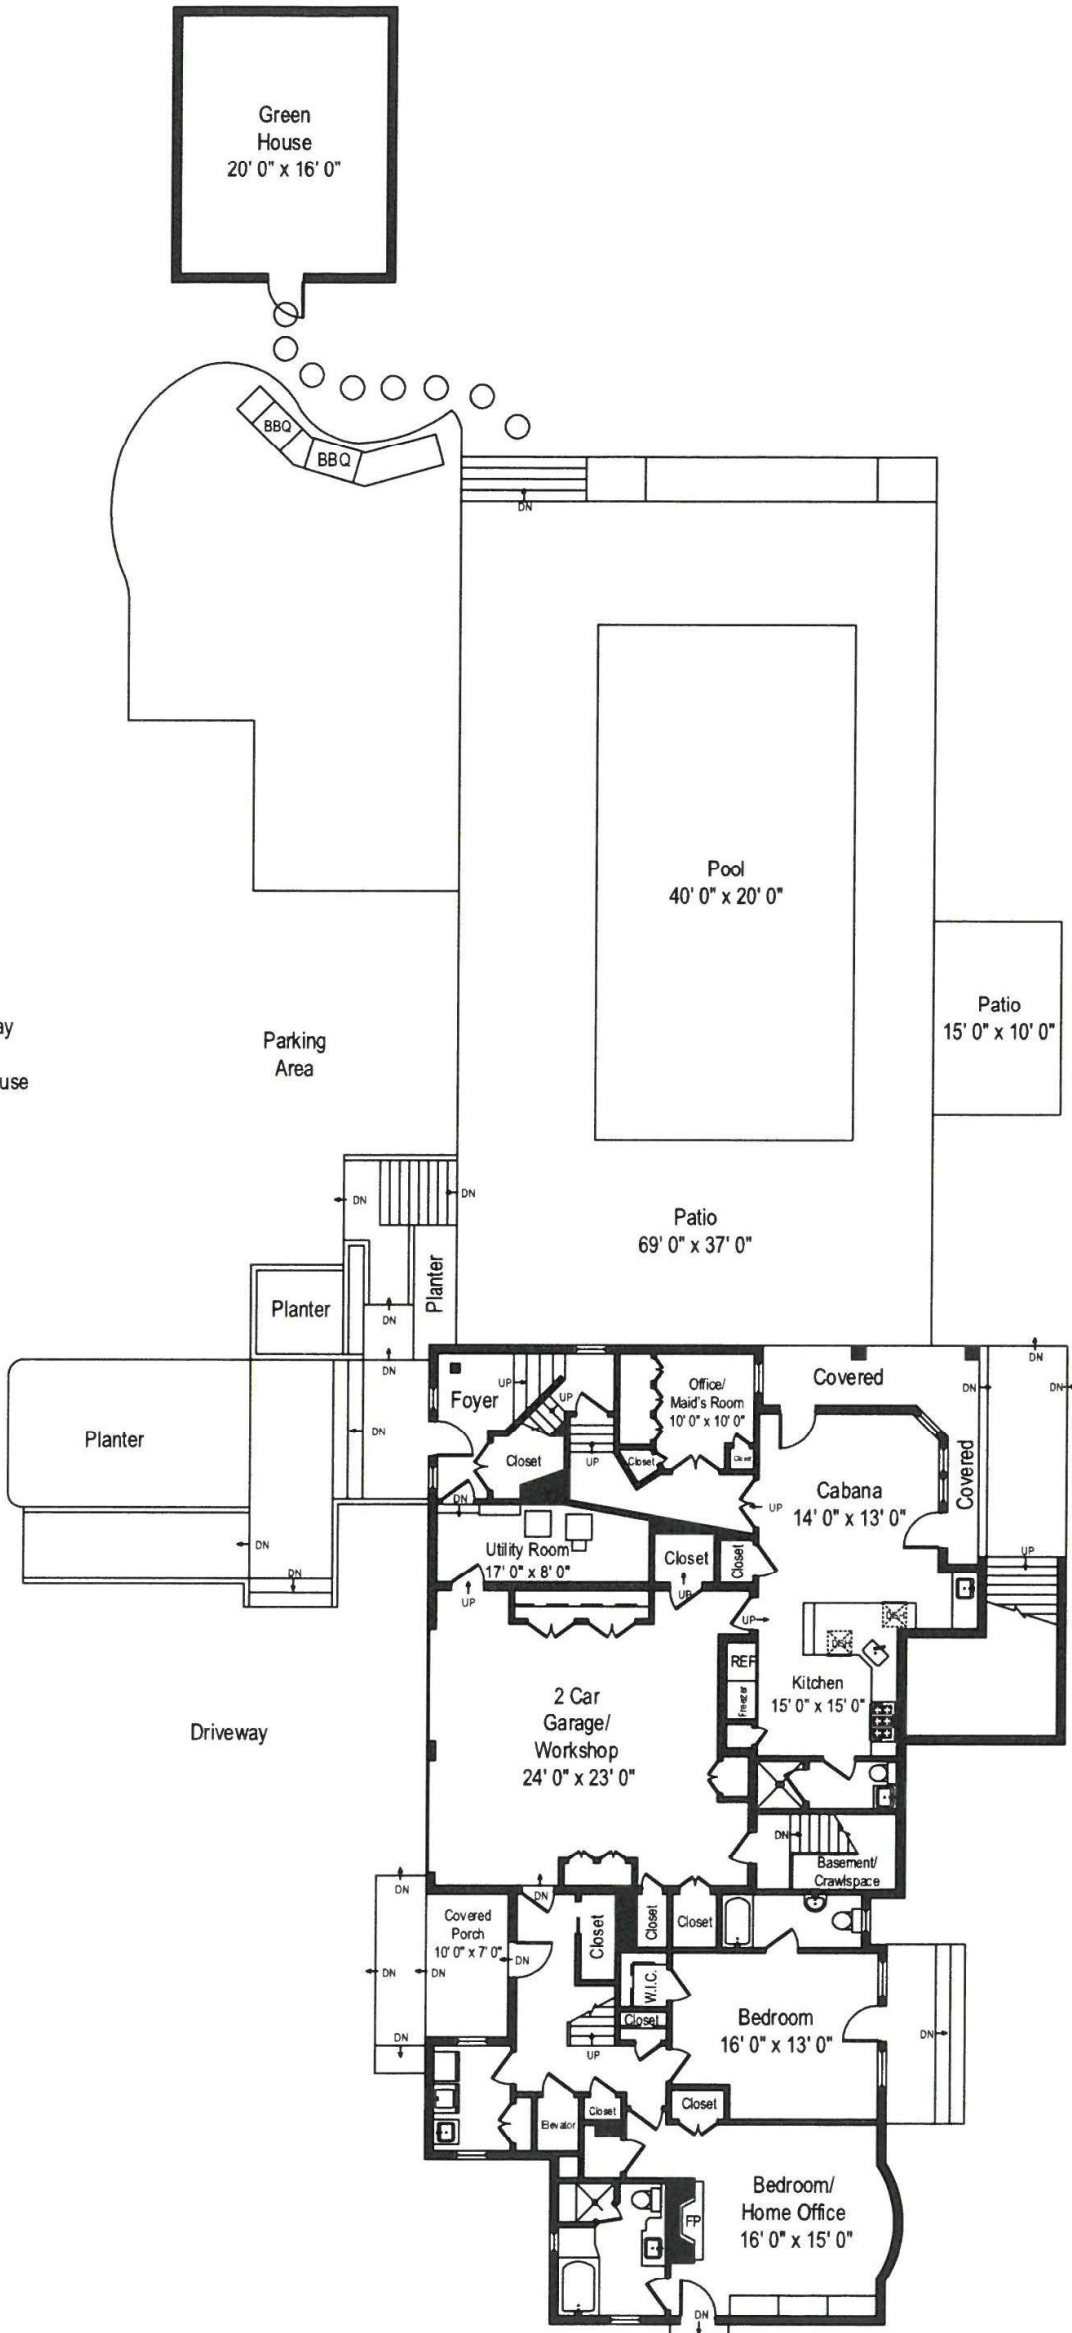 Green
House
20' 0" x 16' 0"
BBQ
BBQ
DN
Pool
40' 0" x 20' 0"
Patio
15' 0" x 10' 0"
ay
use
Parking
Area
DN
DN
Patio
69' 0" x 37' 0"
Planter
Planter
DN
DN
DN
DN
DN
Covered
Foyer
UP
UP
Office/
Maid's Room
10' 0" x 10' 0"
Planter
DN
Closet
UP
Closet
Closet
Cabana
14' 0" x 13' 0"
Covered
DN
UP
DN
DN
Utility Room
17' 0" x 8' 0"
Closet
Closet
UP
UP
UP
UP
DIS
DIS
REF
Freezer
Kitchen
15' 0" x 15' 0"
Driveway
2 Car
Garage/
Workshop
24' 0" x 23' 0"
DN
Basement/
Crawlspace
DN
DN
Covered
Porch
10' 0" x 7' 0"
DN
DN
DN
DN
Closet
Closet
Closet
W.I.C.
Closet
UP
Bedroom
16' 0" x 13' 0"
DN
Closet
Elevator
Closet
Bedroom/
Home Office
16' 0" x 15' 0"
FP
DN